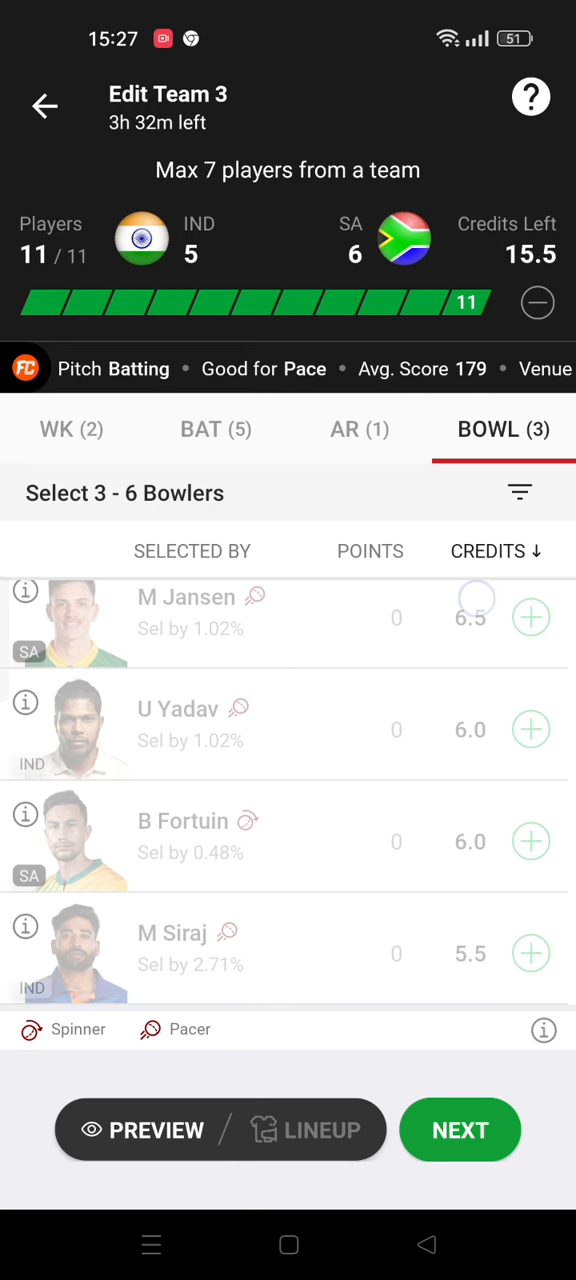 15:27
51
Edit Team 3
?
3h 32m left
Max 7 players from a team
Players
IND
SA
Credits Left
11 / 11
5
6
15.5
11
FC Pitch Batting • Good for Pace • Avg. Score 179 • Venue
WK (2)
BAT (5)
AR (1)
BOWL (3)
Select 3 - 6 Bowlers
SELECTED BY
POINTS
CREDITS ↓
M Jansen
Sel by 1.02%
0
6.5
SA
U Yadav
Sel by 1.02%
0
6.0
IND
B Fortuin
Sel by 0.48%
0
6.0
SA
M Siraj
Sel by 2.71%
0
5.5
IND
Spinner
Pacer
PREVIEW / LINEUP
NEXT